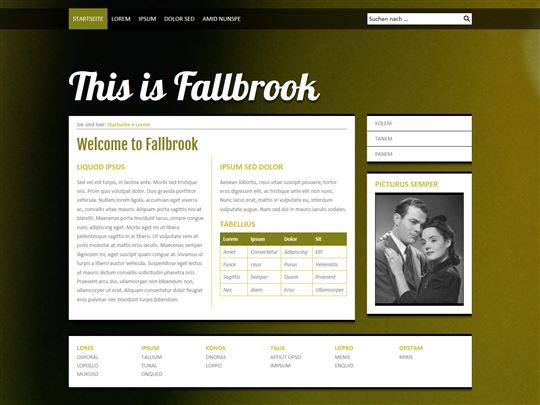 STARTSEITE LOREM IPSUM DOLOR SED AMID NUNSPE
Suchen nach ...
This is Fallbrook
Sie sind hier: Startseite » Lorem
Welcome to Fallbrook
LIQUOD IPSUS
Sed vel est turpis, in lacinia ante. Morbi sed tristique
nisi. Proin quis volutpat dolor. Duis gravida porttitor
vehicula. Nullam lorem ligula, accumsan eget viverra
ac, convallis vitae mauris. Aliquam porta sagittis nisi at
blandit. Maecenas porta tincidunt lacus, ornare congue
nunc adipiscing eget. Morbi eget mi ut libero
pellentesque sagittis in in libero. Ut vulputate sem at
justo molestie at mattis eros iaculis. Maecenas semper
dignissim mi, eget suscipit quam congue at. Vivamus id
turpis a libero auctor vehicula. Suspendisse eget lectus
ut mauris dictum convallis sollicitudin pharetra orci.
Praesent arcu dui, ullamcorper non bibendum non,
ullamcorper ut erat. Aliquam consectetur dolor feugiat
eros pulvinar nec tincidunt turpis bibendum.
IPSUM SED DOLOR
Aenean lobortis, risus vitae suscipit posuere, tortor
eros dignissim elit, ac tristique ante elit non nunc.
Nunc lacus erat, mattis in vulputate eu, interdum
vulputate augue. Nam sed dui in mauris iaculis sodales.
TABELLIUS
Lorem Ipsum Dolor Sit
Amet Consectetur Adipiscing Elit
Fusce risus Purus Venenatis
Sagittis Semper Quam Praesent
Nec diam Eros Ullamcorper
KOLEM
TANEM
PANEM
PICTURUS SEMPER
LORES IPSUM KONOS TALIS LOPRO OPSTAM
OSPORAL TALLIUM ONORAS AFFILIT OPSO MENIS MIRIS
LOPOLLO TUNAL LOPPO IMPSUM ENQUID
MUKUSO ONQUED